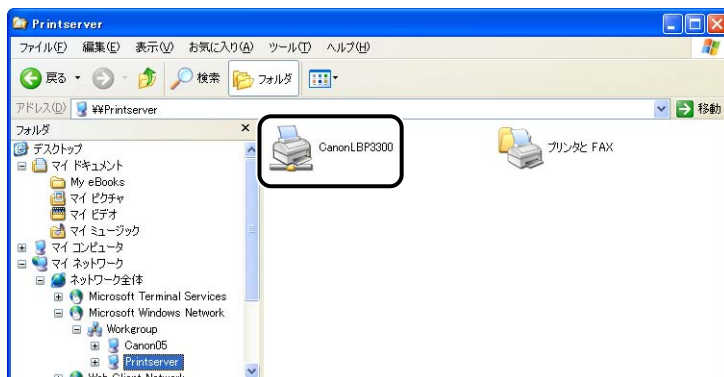 Printserver
ファイル(F) 編集(E) 表示(V) お気に入り(A) ツール(T) ヘルプ(H)
戻る 検索 フォルダ
アドレス(D) ¥¥Printserver 移動
フォルダ
デスクトップ
マイ ドキュメント
My eBooks
マイ ピクチャ
マイ ビデオ
マイ ミュージック
マイ コンピュータ
マイ ネットワーク
ネットワーク全体
Microsoft Terminal Services
Microsoft Windows Network
Workgroup
Canon05
Printserver
Web Client Network
CanonLBP3300
プリンタと FAX